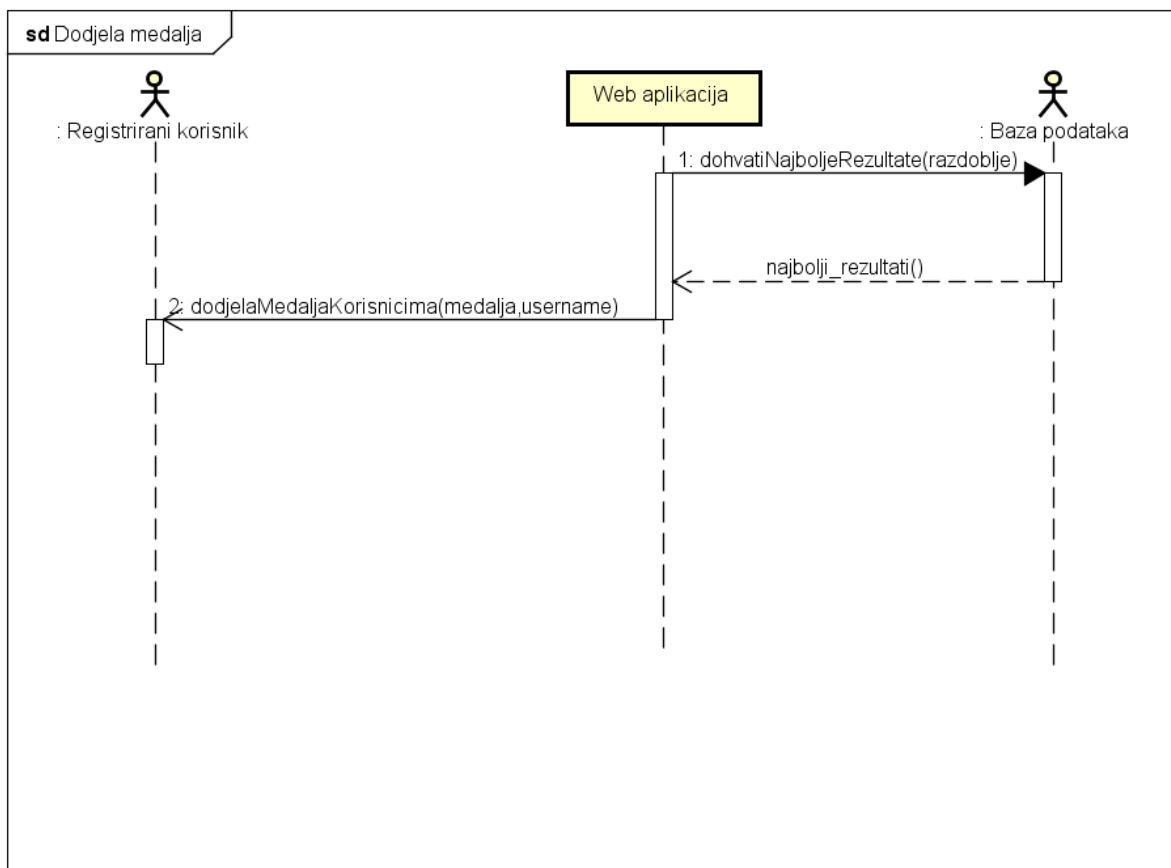 sd Dodjela medalja
: Registrirani korisnik
Web aplikacija
: Baza podataka
1: dohvatiNajboljeRezultate(razdoblje)
najbolji_rezultati()
2: dodjelaMedaljaKorisnicima(medalja,username)